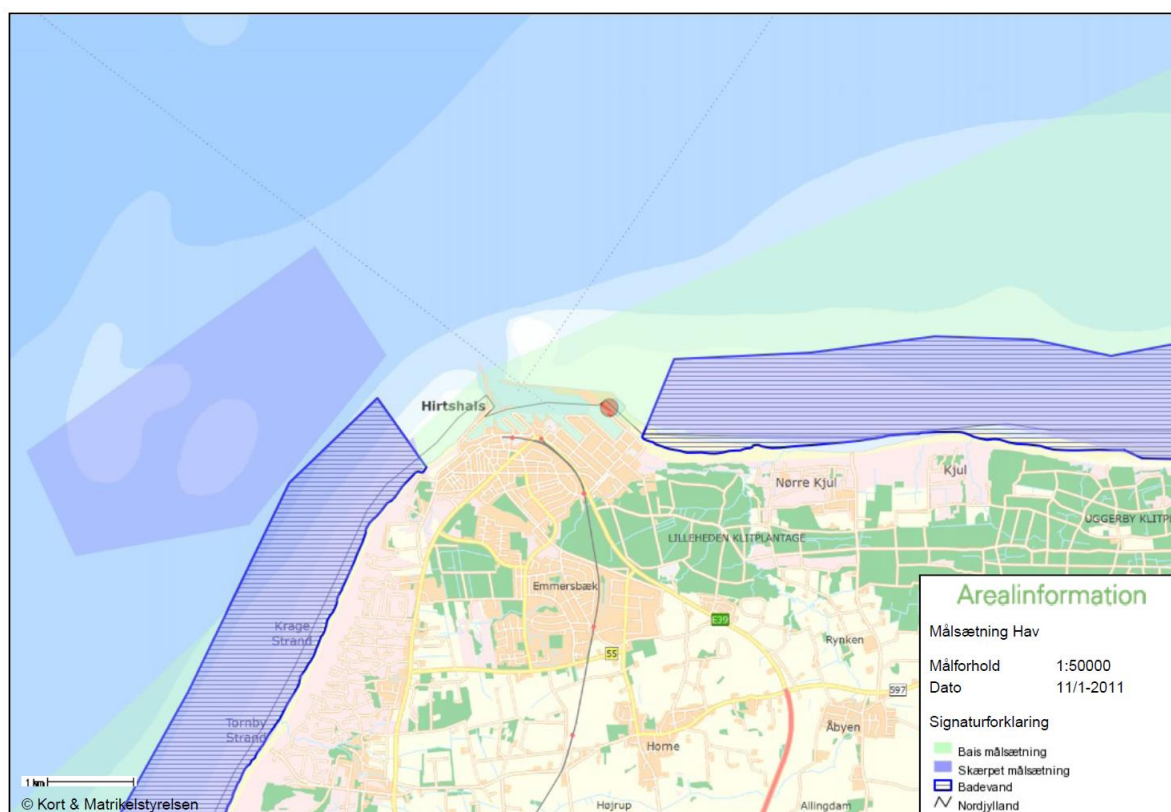 Hirtshals
Nørre Kjul
Kjul
LILLEHEDEN KLITPLANTAGE
UGGERBY KLITPL
Emmersbæk
E39
Krage
Strand
55
Rynken
597
Tornby
Strand
Åbyen
Horne
1 km
© Kort & Matrikelstyrelsen
Højrup
Allingdam
Arealinformation
Målsætning Hav
Målforhold 1:50000
Dato 11/1-2011
Signaturforklaring
Bais målsætning
Skærpet målsætning
Badevand
Nordjylland